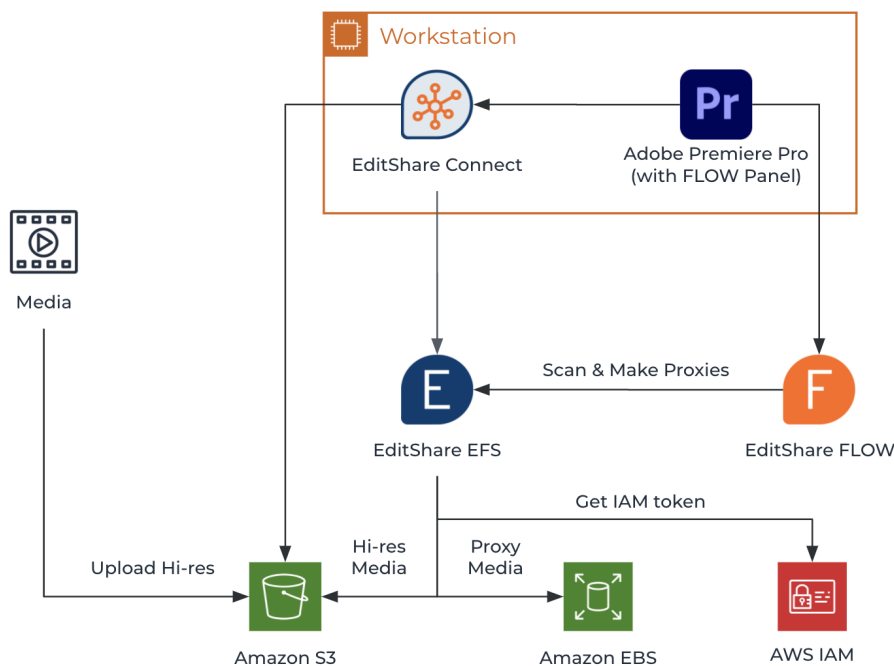 Workstation
Pr
EditShare Connect
Adobe Premiere Pro
(with FLOW Panel)
Media
E
Scan & Make Proxies
F
EditShare EFS
EditShare FLOW
Get IAM token
Upload Hi-res
Hi-res
Media
Proxy
Media
Amazon S3
Amazon EBS
AWS IAM